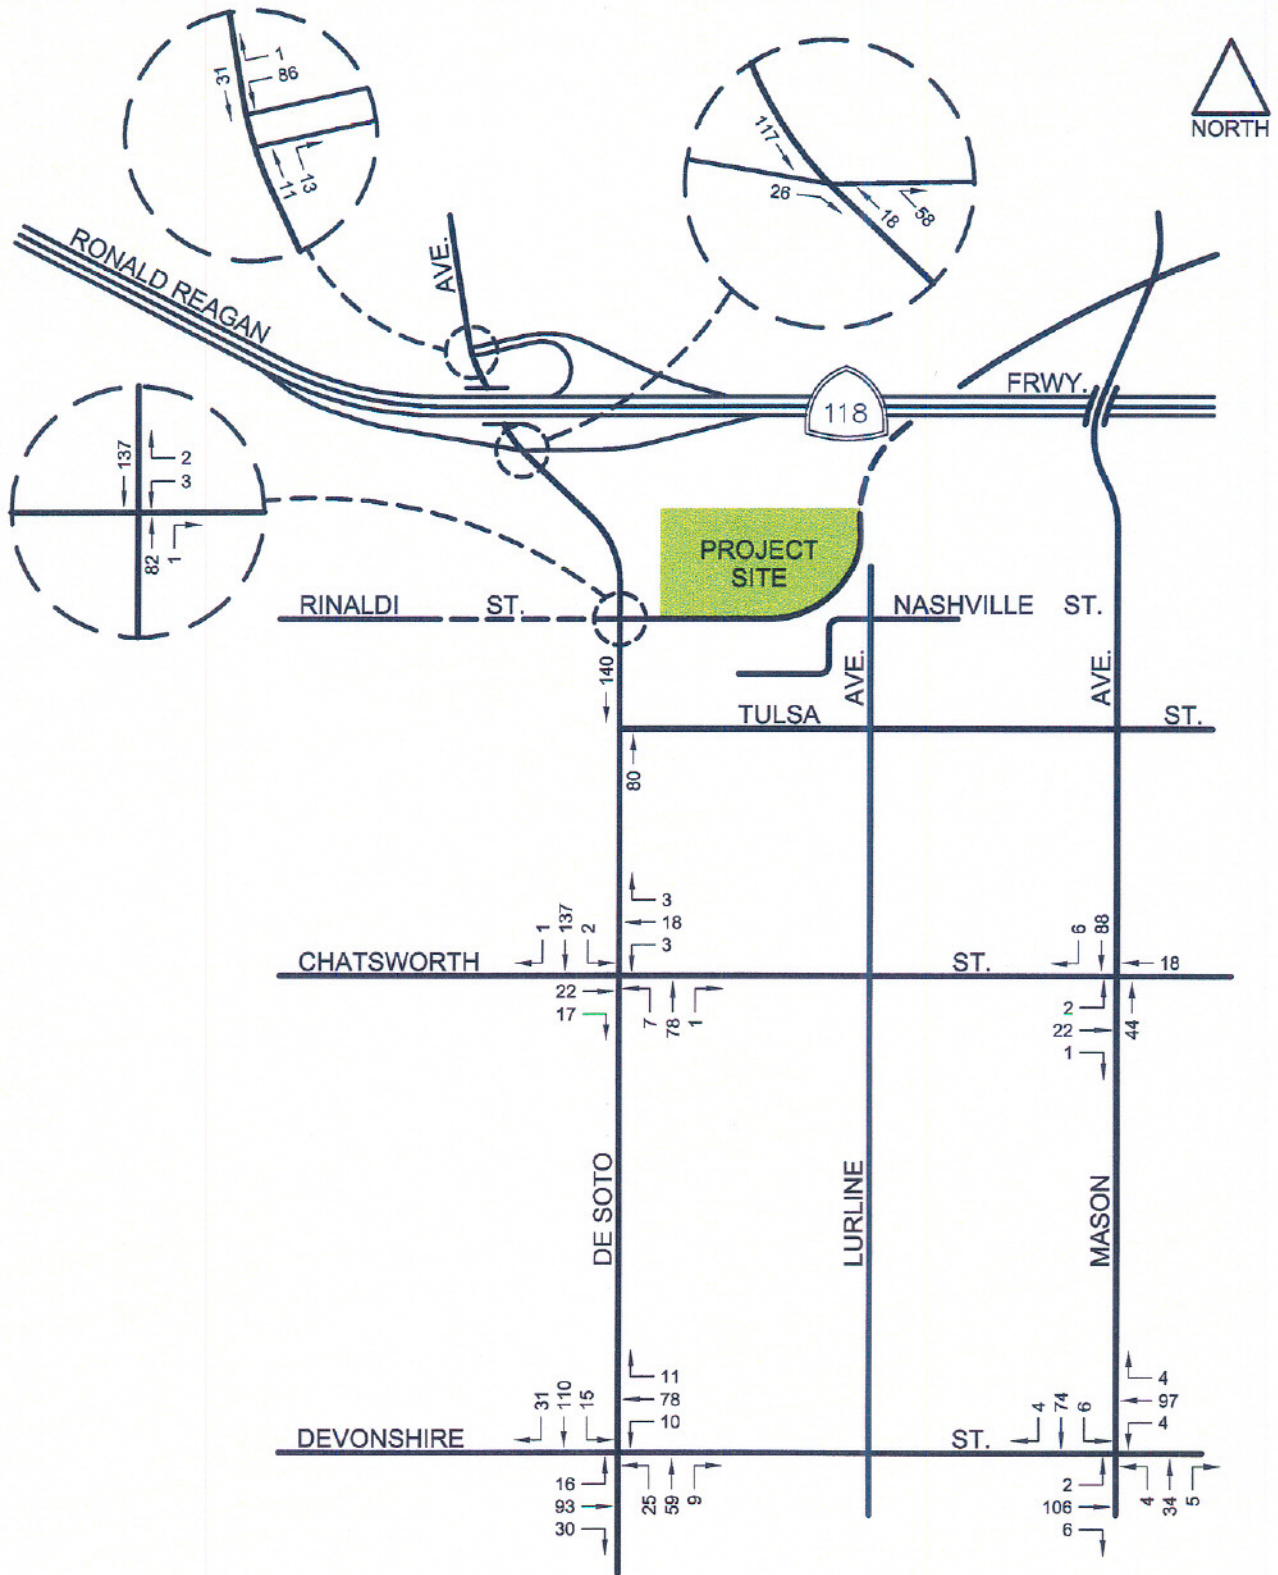 1
86
31
13
11
NORTH
117
26
18
58
RONALD REAGAN
AVE.
FRWY.
118
137
2
3
82
1
PROJECT
SITE
RINALDI ST.
NASHVILLE ST.
140
AVE.
AVE.
TULSA ST.
80
3
1 137 2
18
3
6 88
18
CHATSWORTH ST.
22
17
7 78 1
2
22
1
44
DE SOTO
LURLINE
MASON
11
31 110 15
78
10
4 74 6
4
97
4
DEVONSHIRE ST.
16
93
30
25 59 9
2
106
6
4 34 5